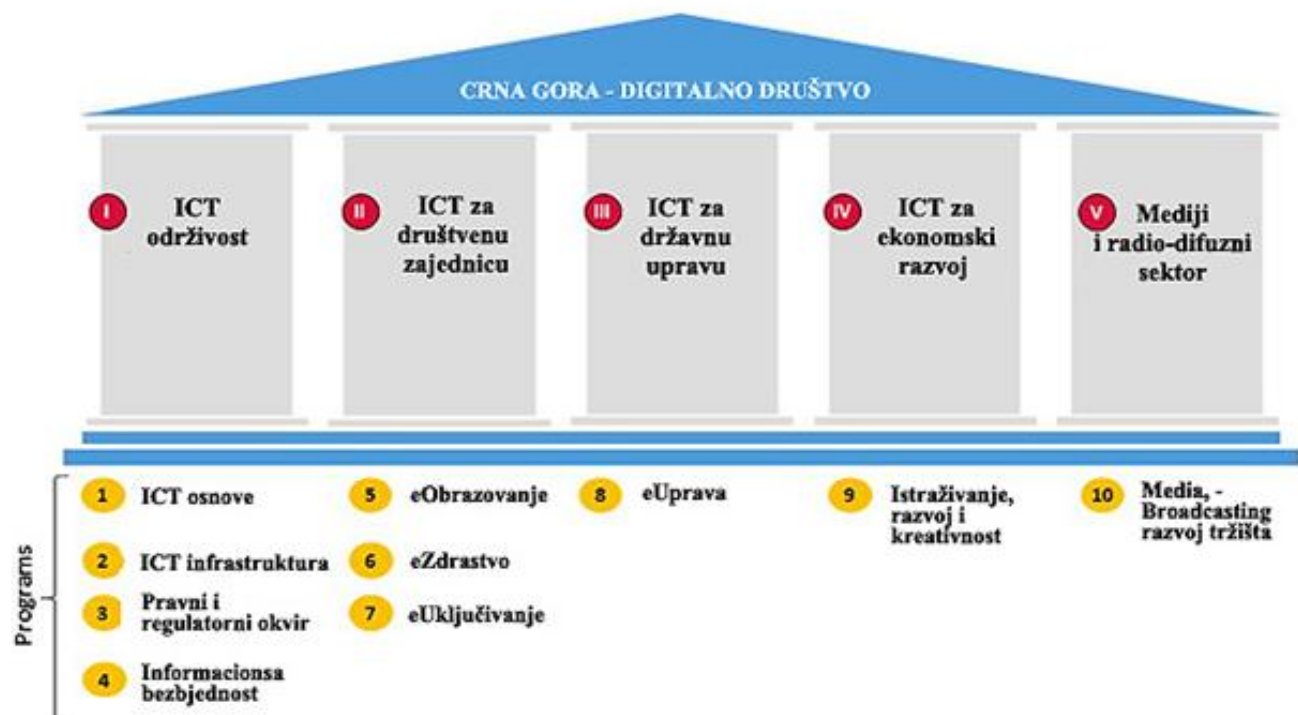 CRNA GORA - DIGITALNO DRUŠTVO
I
ICT
održivost
II
ICT za
društvenu
zajednicu
III
ICT za
državnu
upravu
IV
ICT za
ekonomski
razvoj
V
Mediji
i radio-difuzni
sektor
Programs
1 ICT osnove
2 ICT infrastruktura
3 Pravni i
regulatorni okvir
4 Informacionsa
bezbjednost
5 eObrazovanje
6 eZdrastvo
7 eUključivanje
8 eUprava
9 Istraživanje,
razvoj i
kreativnost
10 Media, -
Broadcasting
razvoj tržišta